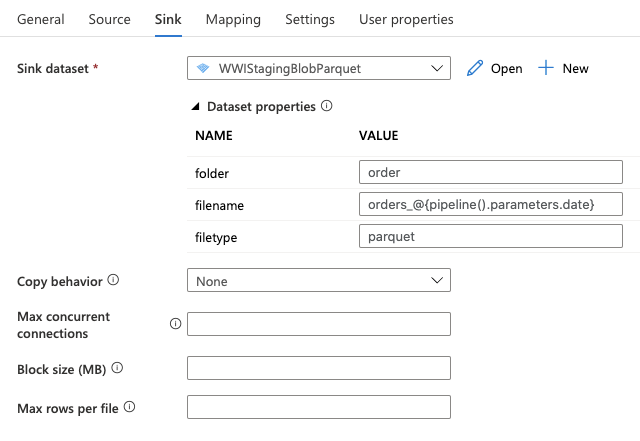 General Source Sink Mapping Settings User properties
Sink dataset * WWIStagingBlobParquet Open New
Dataset properties
NAME VALUE
folder order
filename orders_@{pipeline().parameters.date}
filetype parquet
Copy behavior None
Max concurrent
connections
Block size (MB)
Max rows per file